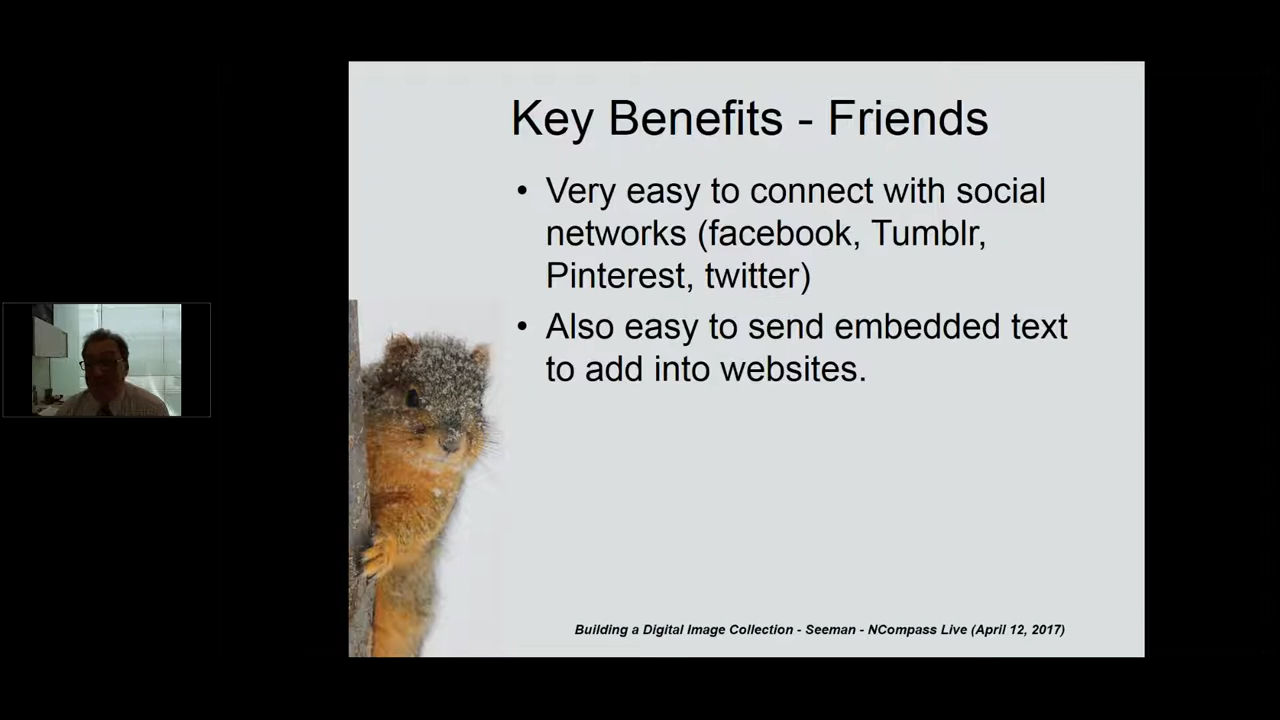 Key Benefits - Friends
• Very easy to connect with social
networks (facebook, Tumblr,
Pinterest, twitter)
• Also easy to send embedded text
to add into websites.
Building a Digital Image Collection - Seeman - NCompass Live (April 12, 2017)